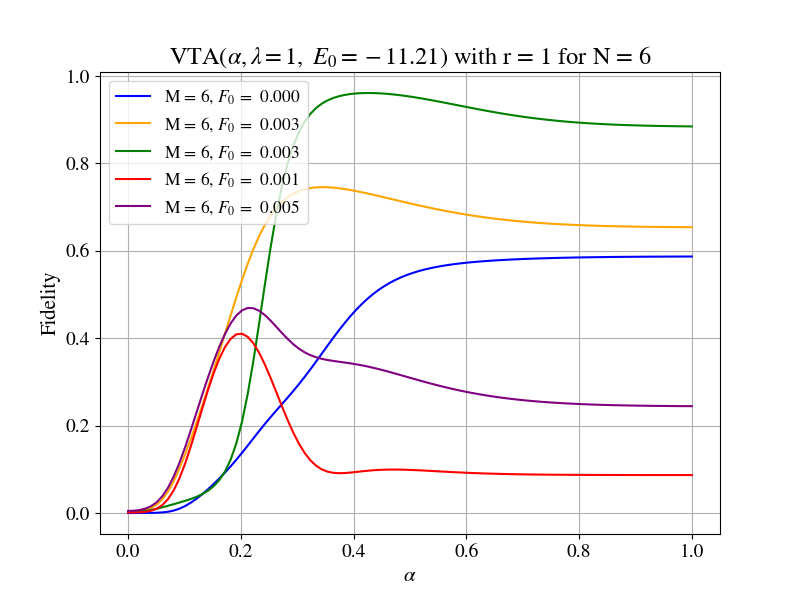 VTA(α, λ = 1, E₀ = −11.21) with r = 1 for N = 6
M = 6, F₀ = 0.000
M = 6, F₀ = 0.003
M = 6, F₀ = 0.003
M = 6, F₀ = 0.001
M = 6, F₀ = 0.005
Fidelity
1.0
0.8
0.6
0.4
0.2
0.0
0.0 0.2 0.4 0.6 0.8 1.0
α